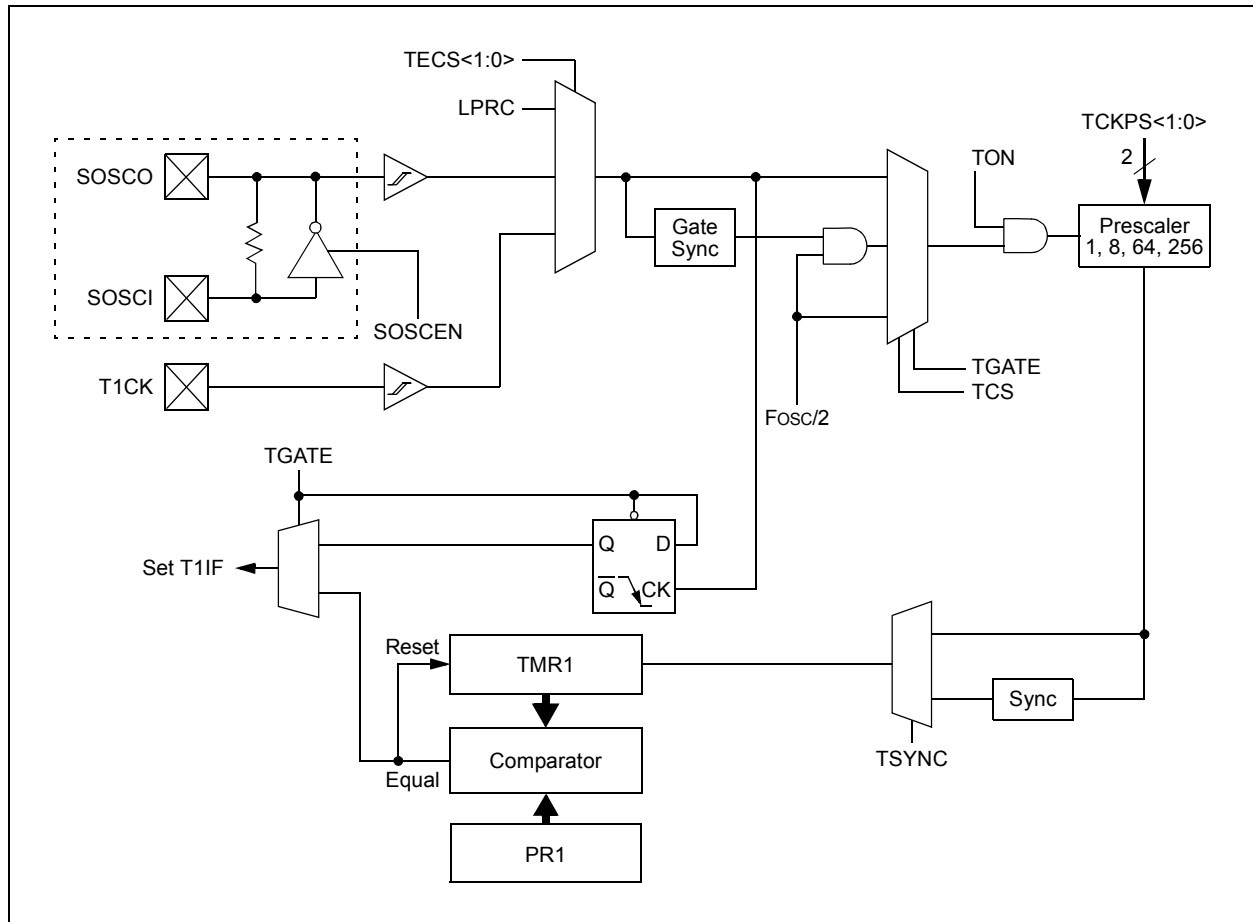 TECS<1:0>
LPRC
SOSCO
SOSCI
SOSCEN
T1CK
Gate
Sync
FOSC/2
TON
TCKPS<1:0>
2
Prescaler
1, 8, 64, 256
TGATE
TCS
TGATE
Set T1IF
Q
D
Q
CK
Reset
TMR1
Equal
Comparator
PR1
Sync
TSYNC